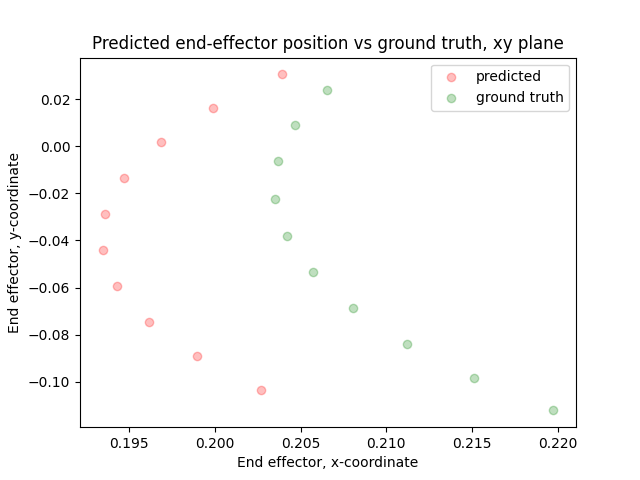 Predicted end-effector position vs ground truth, xy plane
predicted
ground truth
0.02
0.00
−0.02
−0.04
−0.06
−0.08
−0.10
End effector, y-coordinate
0.195
0.200
0.205
0.210
0.215
0.220
End effector, x-coordinate